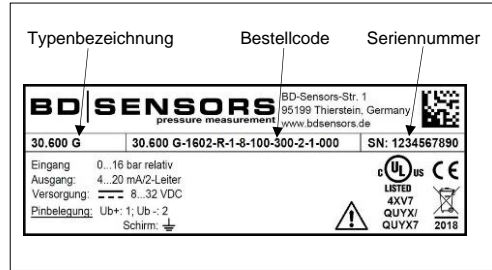 Typenbezeichnung Bestellcode Seriennummer
BD SENSORS
pressure measurement
BD-Sensors-Str. 1
95199 Thierstein, Germany
www.bdsensors.de
30.600 G 30.600 G-1602-R-1-8-100-300-2-1-000 SN: 1234567890
Eingang 0...16 bar relativ
Ausgang: 4...20 mA/2-Leiter
Versorgung: 8...32 VDC
Pinbelegung: Ub+: 1; Ub -: 2
Schirm:
c UL us CE
LISTED
4XV7
QUYX/
QUYX7
2018